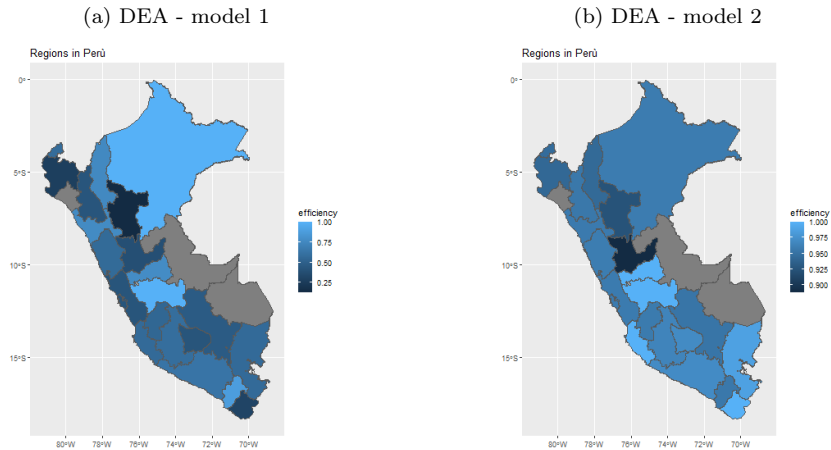 (a) DEA - model 1
Regions in Perù
0°
5°S
10°S
15°S
80°W 78°W 76°W 74°W 72°W 70°W
efficiency
1.00
0.75
0.50
0.25
(b) DEA - model 2
Regions in Perù
0°
5°S
10°S
15°S
80°W 78°W 76°W 74°W 72°W 70°W
efficiency
1.000
0.975
0.950
0.925
0.900